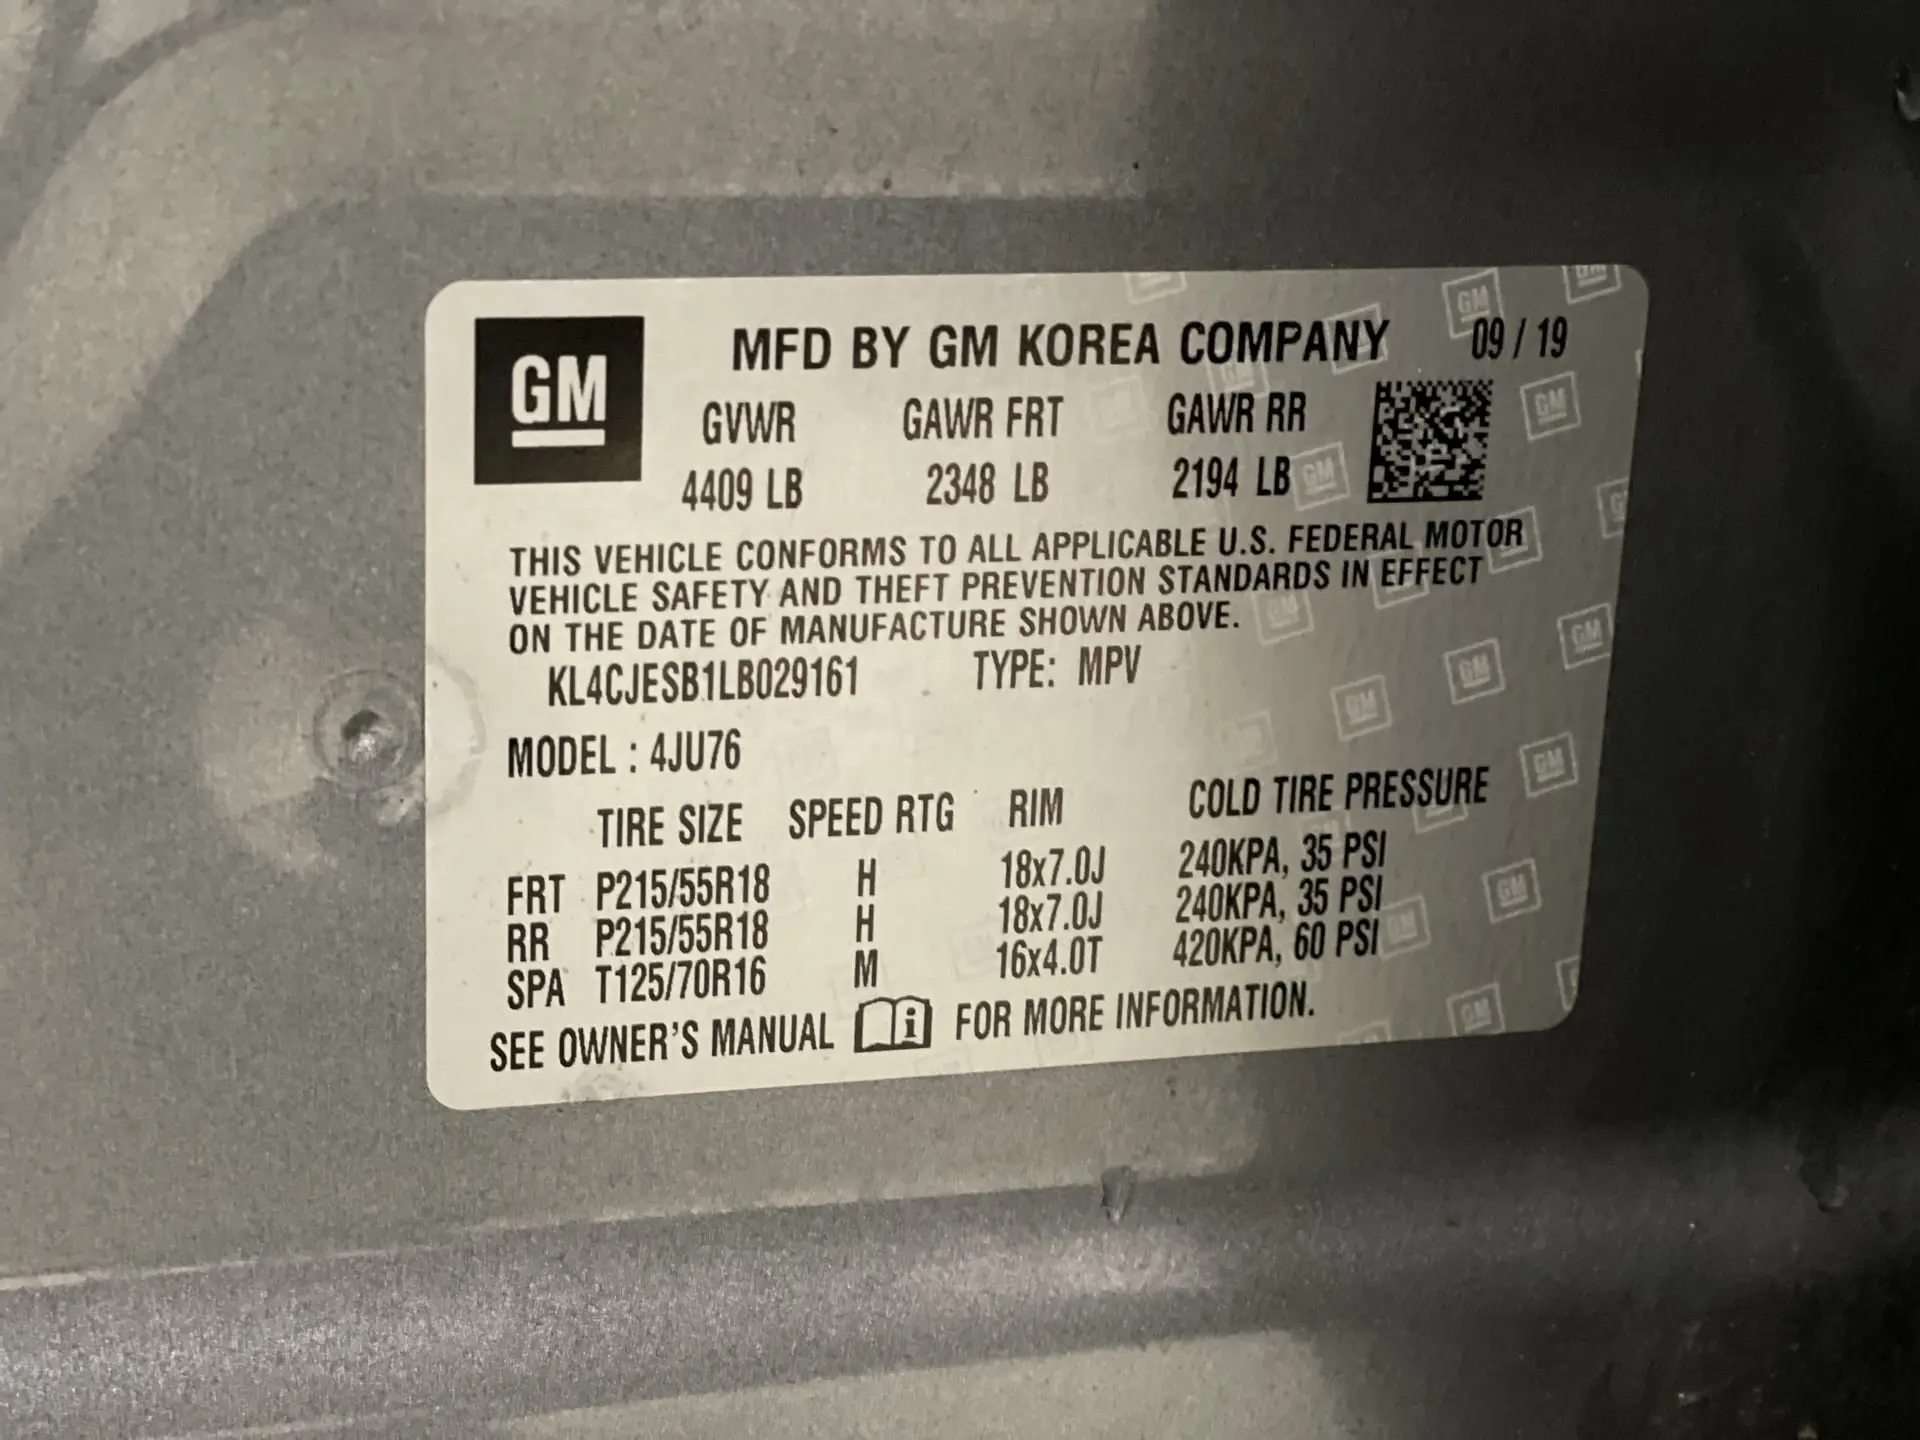 GM MFD BY GM KOREA COMPANY 09 / 19
GVWR GAWR FRT GAWR RR
4409 LB 2348 LB 2194 LB
THIS VEHICLE CONFORMS TO ALL APPLICABLE U.S. FEDERAL MOTOR
VEHICLE SAFETY AND THEFT PREVENTION STANDARDS IN EFFECT
ON THE DATE OF MANUFACTURE SHOWN ABOVE.
KL4CJESB1LB029161 TYPE: MPV
MODEL : 4JU76
TIRE SIZE SPEED RTG RIM COLD TIRE PRESSURE
FRT P215/55R18 H 18x7.0J 240KPA, 35 PSI
RR P215/55R18 H 18x7.0J 240KPA, 35 PSI
SPA T125/70R16 M 16x4.0T 420KPA, 60 PSI
SEE OWNER'S MANUAL i FOR MORE INFORMATION.